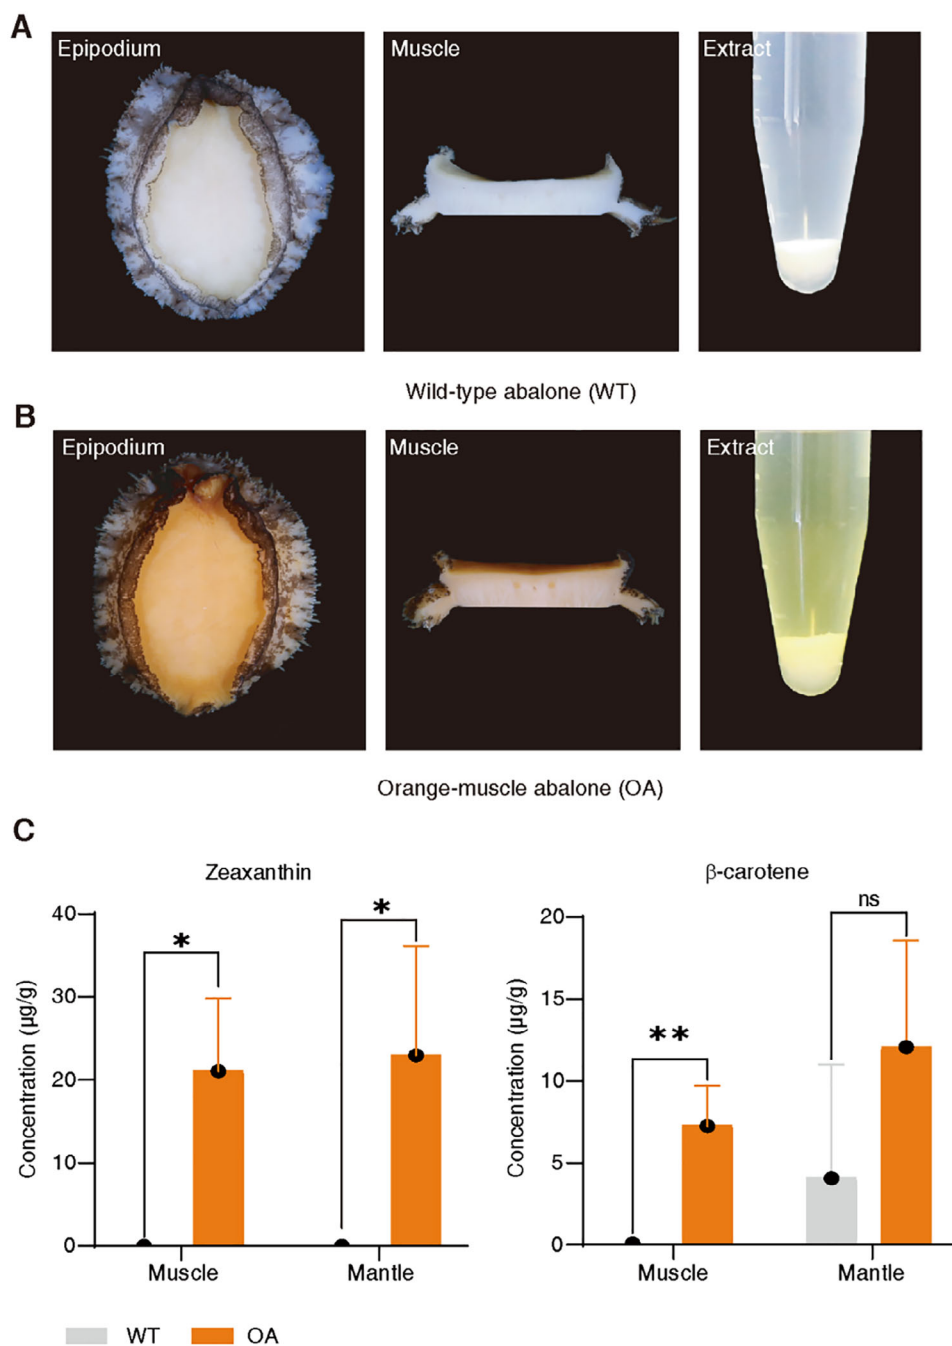 A
Epipodium
Muscle
Extract
Wild-type abalone (WT)
B
Epipodium
Muscle
Extract
Orange-muscle abalone (OA)
C
Zeaxanthin
Concentration (µg/g)
40
30
20
10
0
*
*
Muscle
Mantle
β-carotene
Concentration (µg/g)
20
15
10
5
0
**
ns
Muscle
Mantle
WT
OA